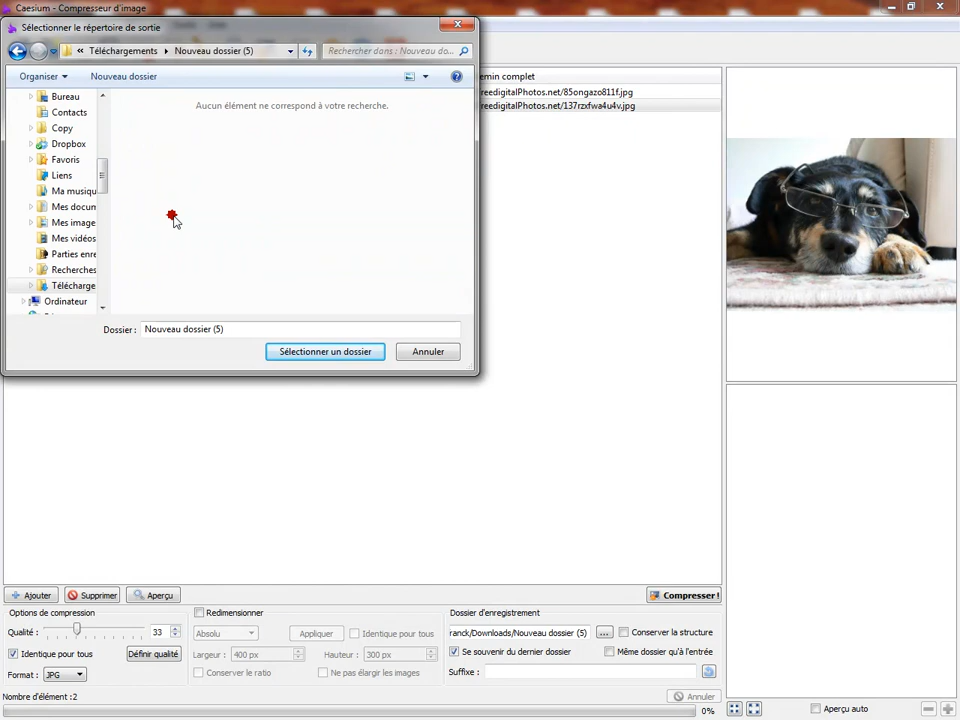 Caesium - Compresseur d'image
Sélectionner le répertoire de sortie
« Téléchargements Nouveau dossier (5)
Rechercher dans : Nouveau do...
Organiser Nouveau dossier
Aucun élément ne correspond à votre recherche.
Bureau
Contacts
Copy
Dropbox
Favoris
Liens
Ma musiqu
Mes docum
Mes image
Mes vidéos
Parties enre
Recherches
Télécharge
Ordinateur
Dossier : Nouveau dossier (5)
Sélectionner un dossier Annuler
emin complet
reedigitalPhotos.net/85ongazo811f.jpg
reedigitalPhotos.net/137rzxfwa4u4v.jpg
Ajouter Supprimer Aperçu Compresser !
Options de compression
Qualité : 33
Identique pour tous Définir qualité
Format : JPG
Redimensionner
Absolu Appliquer Identique pour tous
Largeur : 400 px Hauteur : 300 px
Conserver le ratio Ne pas élargir les images
Dossier d'enregistrement
ranck/Downloads/Nouveau dossier (5) ... Conserver la structure
Se souvenir du dernier dossier Même dossier qu'à l'entrée
Suffixe :
Nombre d'élément :2 Annuler
0% Aperçu auto